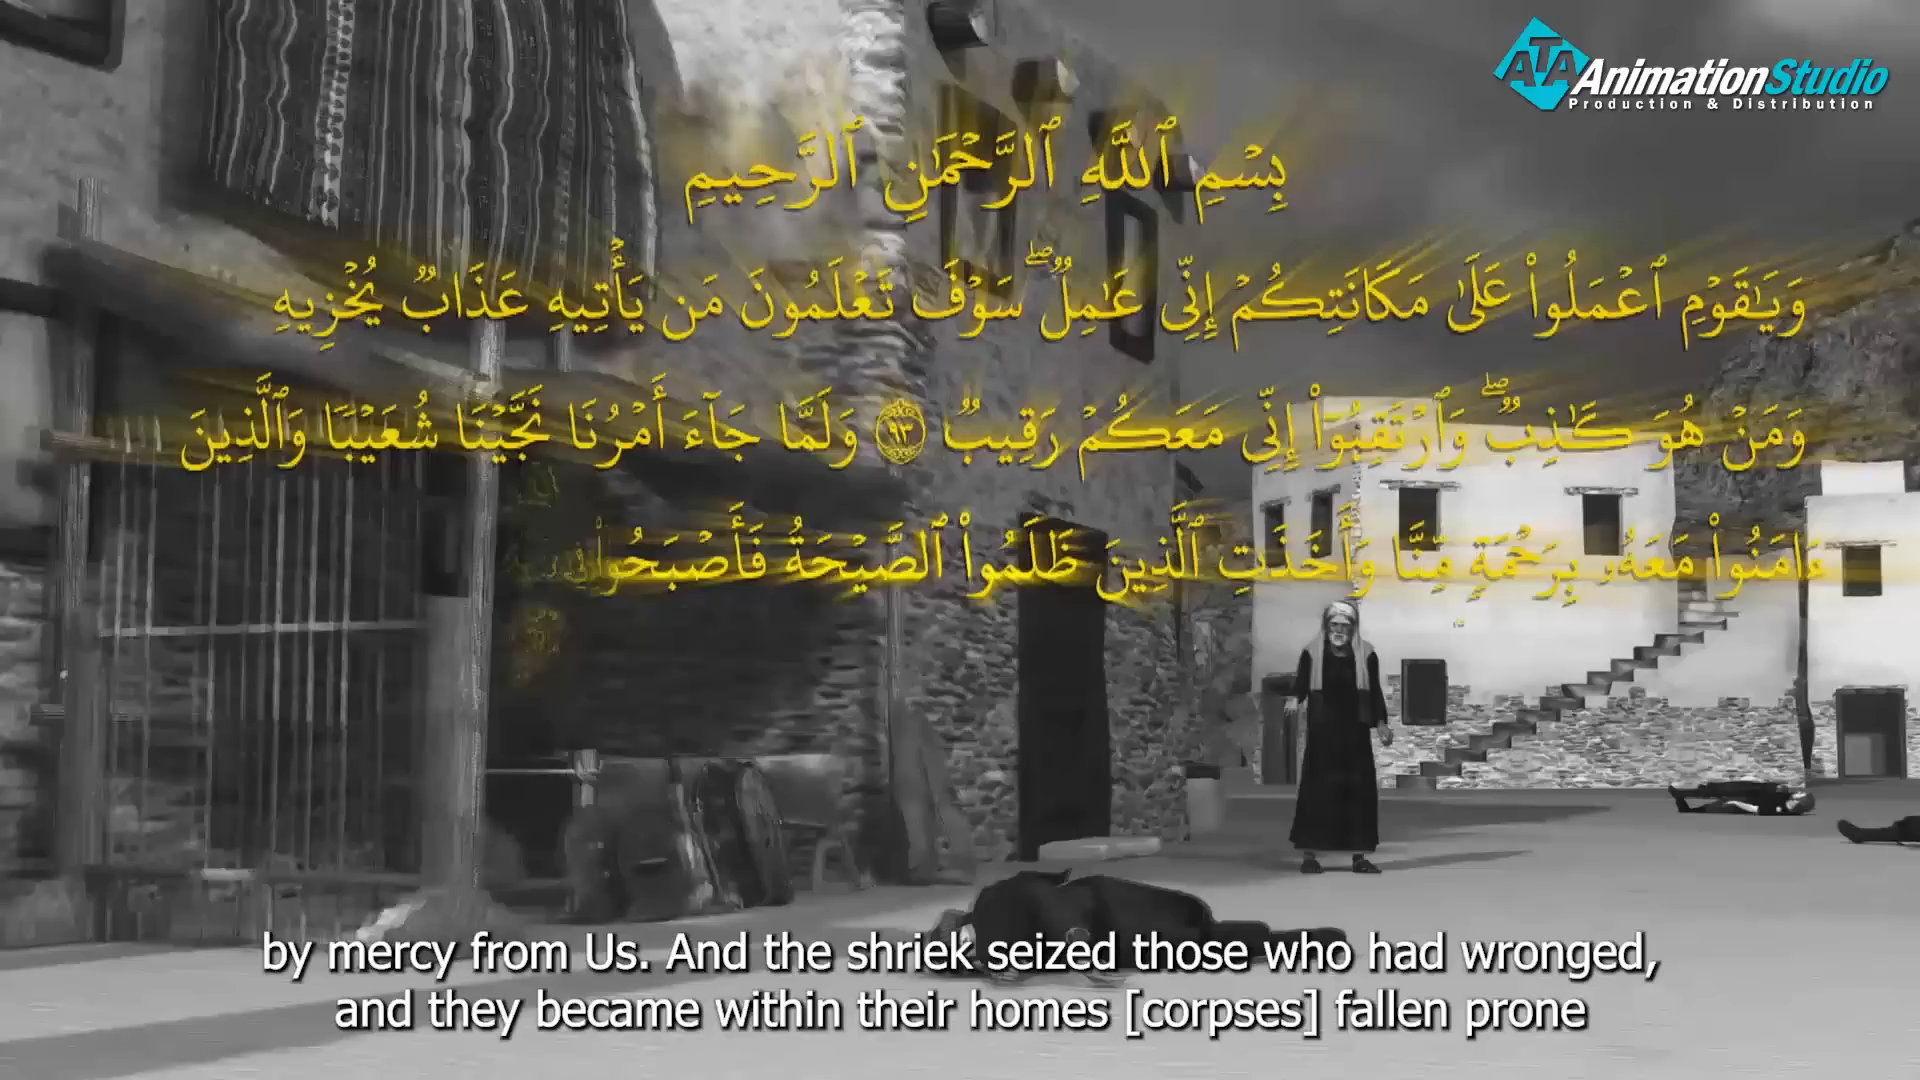 ATA AnimationStudio
Production & Distribution
بِسْمِ ٱللَّهِ ٱلرَّحْمَٰنِ ٱلرَّحِيمِ
وَيَٰقَوْمِ ٱعْمَلُوا۟ عَلَىٰ مَكَانَتِكُمْ إِنِّى عَٰمِلٌ ۖ سَوْفَ تَعْلَمُونَ مَن يَأْتِيهِ عَذَابٌ يُخْزِيهِ
وَمَنْ هُوَ كَٰذِبٌ ۖ وَٱرْتَقِبُوٓا۟ إِنِّى مَعَكُمْ رَقِيبٌ ٩٣ وَلَمَّا جَآءَ أَمْرُنَا نَجَّيْنَا شُعَيْبًا وَٱلَّذِينَ
ءَامَنُوا۟ مَعَهُۥ بِرَحْمَةٍ مِّنَّا وَأَخَذَتِ ٱلَّذِينَ ظَلَمُوا۟ ٱلصَّيْحَةُ فَأَصْبَحُوا۟
by mercy from Us. And the shriek seized those who had wronged,
and they became within their homes [corpses] fallen prone